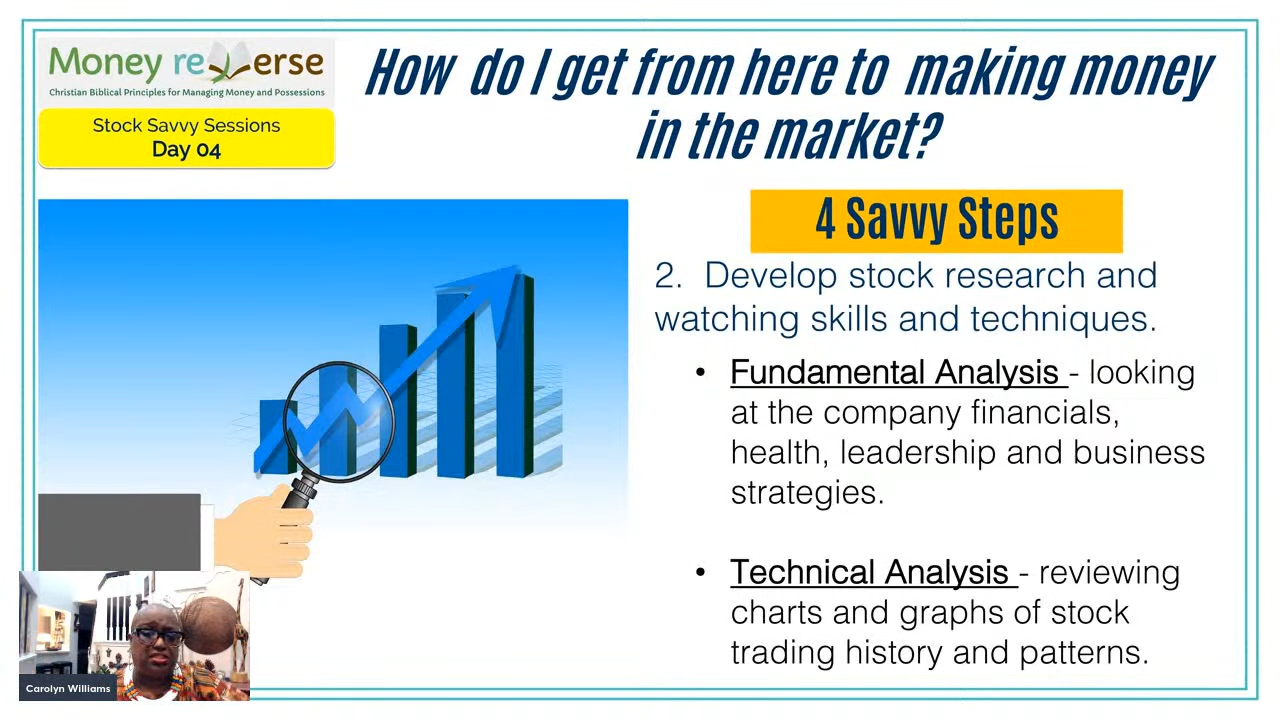 Money reVerse
Christian Biblical Principles for Managing Money and Possessions
Stock Savvy Sessions
Day 04
How do I get from here to making money
in the market?
4 Savvy Steps
2. Develop stock research and
watching skills and techniques.
• Fundamental Analysis - looking
at the company financials,
health, leadership and business
strategies.
• Technical Analysis - reviewing
charts and graphs of stock
trading history and patterns.
Carolyn Williams